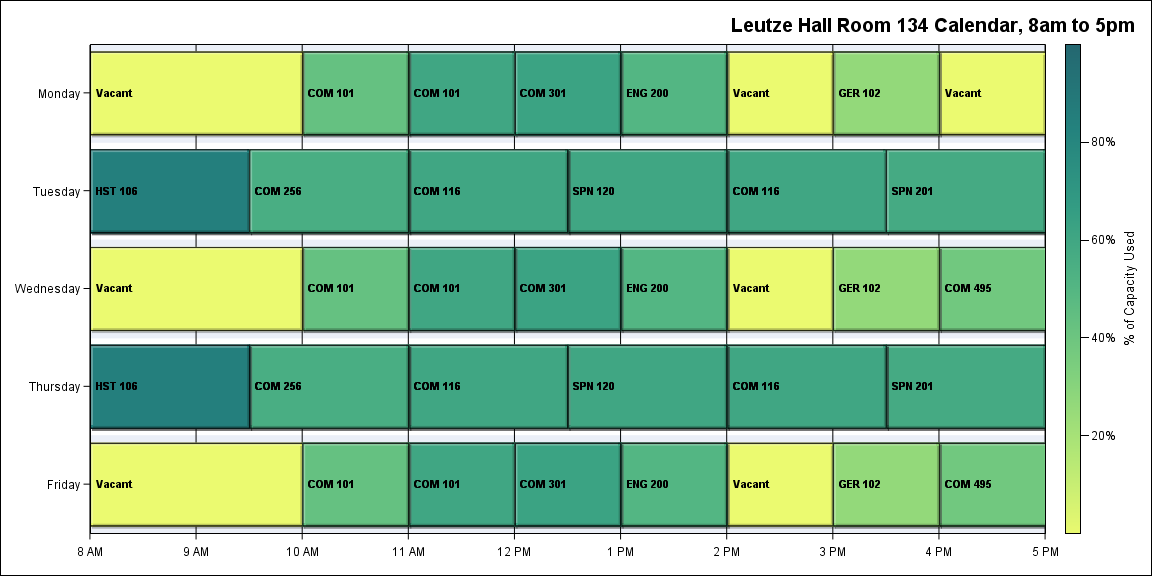 Leutze Hall Room 134 Calendar, 8am to 5pm
Monday
Vacant
COM 101
COM 101
COM 301
ENG 200
Vacant
GER 102
Vacant
Tuesday
HST 106
COM 256
COM 116
SPN 120
COM 116
SPN 201
Wednesday
Vacant
COM 101
COM 101
COM 301
ENG 200
Vacant
GER 102
COM 495
Thursday
HST 106
COM 256
COM 116
SPN 120
COM 116
SPN 201
Friday
Vacant
COM 101
COM 101
COM 301
ENG 200
Vacant
GER 102
COM 495
8 AM
9 AM
10 AM
11 AM
12 PM
1 PM
2 PM
3 PM
4 PM
5 PM
80%
60%
40%
20%
% of Capacity Used